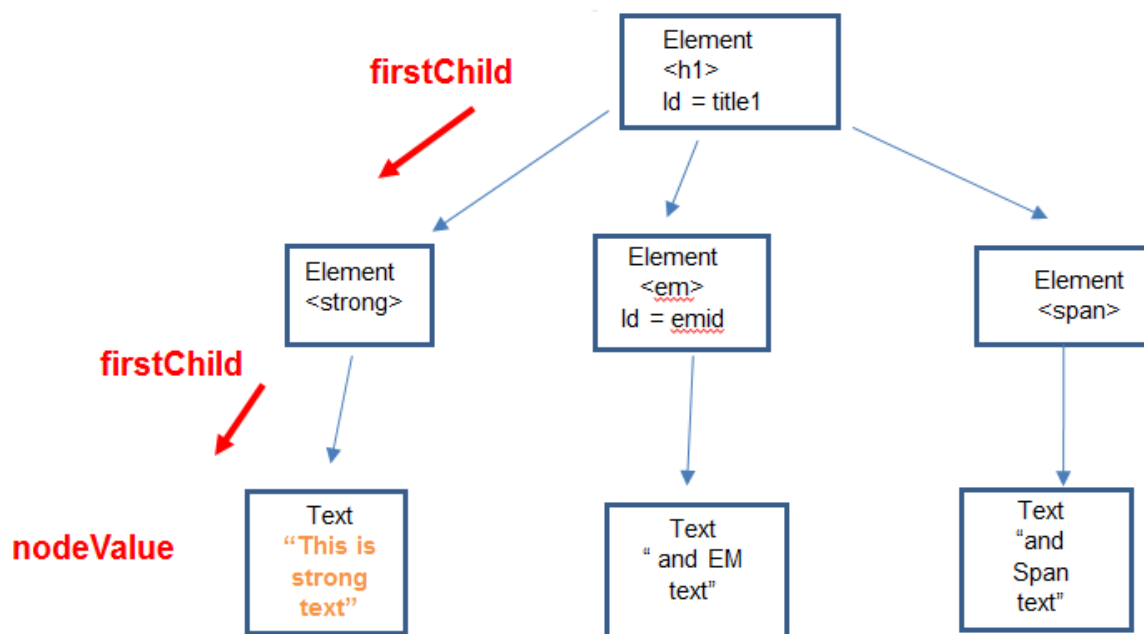 Element
<h1>
Id = title1
firstChild
Element
<strong>
Element
<em>
Id = emid
Element
<span>
firstChild
nodeValue
Text
“This is
strong
text”
Text
“ and EM
text”
Text
“and
Span
text”